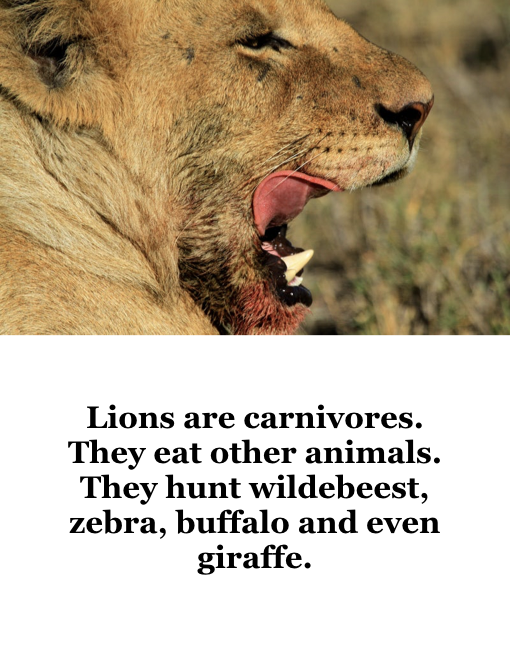 Lions are carnivores.
They eat other animals.
They hunt wildebeest,
zebra, buffalo and even
giraffe.